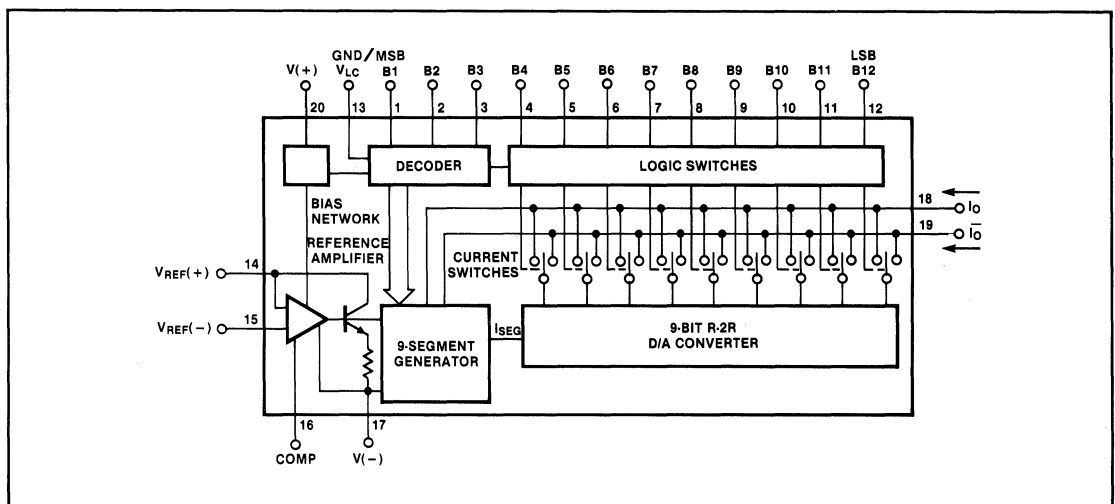 GND/MSB
LSB
V(+) VLC B1 B2 B3 B4 B5 B6 B7 B8 B9 B10 B11 B12
20 13 1 2 3 4 5 6 7 8 9 10 11 12
DECODER
LOGIC SWITCHES
BIAS
NETWORK
REFERENCE
AMPLIFIER
CURRENT
SWITCHES
18 IO
19 I̅O̅
14
VREF(+)
15
VREF(−)
9-SEGMENT
GENERATOR
ISEG
9-BIT R-2R
D/A CONVERTER
16
17
COMP
V(−)